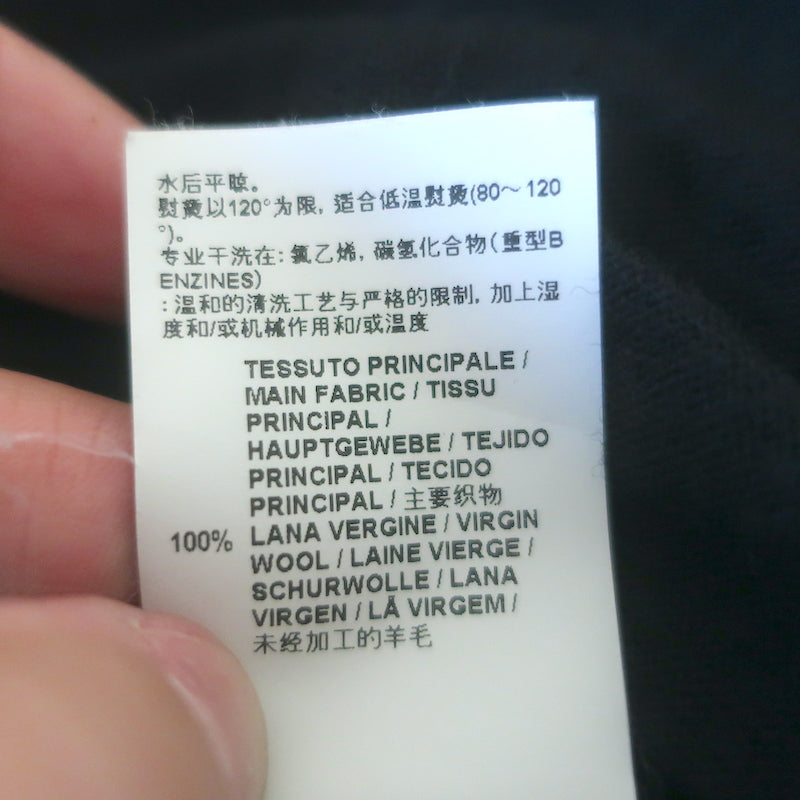 水后平晾。
熨烫以120°为限, 适合低温熨烫(80～120
°)。
专业干洗在: 氯乙烯, 碳氢化合物(重型B
ENZINES)
: 温和的清洗工艺与严格的限制, 加上湿
度和/或机械作用和/或温度
TESSUTO PRINCIPALE /
MAIN FABRIC / TISSU
PRINCIPAL /
HAUPTGEWEBE / TEJIDO
PRINCIPAL / TECIDO
PRINCIPAL / 主要织物
100% LANA VERGINE / VIRGIN
WOOL / LAINE VIERGE /
SCHURWOLLE / LANA
VIRGEN / LÃ VIRGEM /
未经加工的羊毛